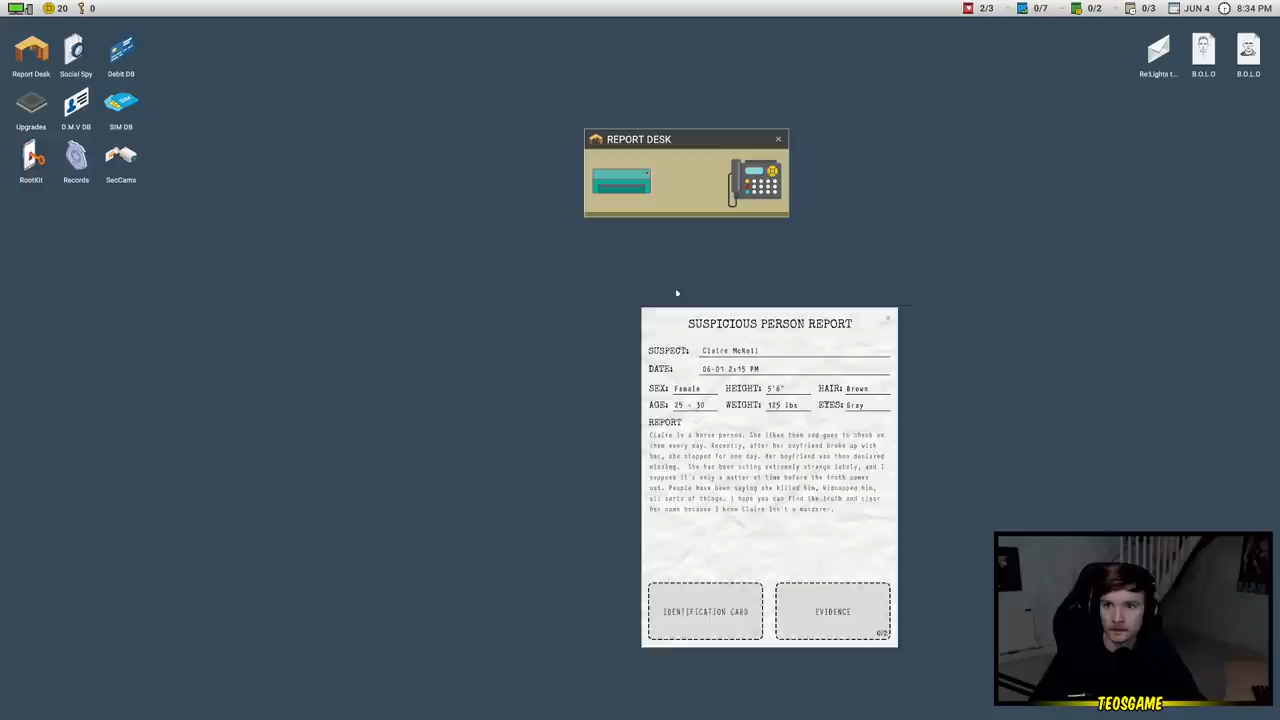 20 0 2/3 0/7 0/2 0/3 JUN 4 8:34 PM
Report Desk Social Spy Debit DB
Upgrades D.M.V DB SIM DB
RootKit Records SecCams
Re:Lights t... B.O.L.O B.O.L.O
REPORT DESK
SUSPICIOUS PERSON REPORT
SUSPECT: Claire McNeil
DATE: 06-01 2:15 PM
SEX: Female HEIGHT: 5'6" HAIR: Brown
AGE: 25 - 30 WEIGHT: 125 lbs EYES: Gray
REPORT
Claire is a horse person. She likes them and goes to check on
them every day. Recently, after her boyfriend broke up with
her, she stopped for one day. Her boyfriend was then declared
missing. She has been acting extremely strange lately, and I
suppose it's only a matter of time before the truth comes
out. People have been saying she killed him, kidnapped him,
all sorts of things. I hope you can find the truth and clear
her name because I know Claire isn't a murderer.
IDENTIFICATION CARD
EVIDENCE
0/2
TEOSGAME